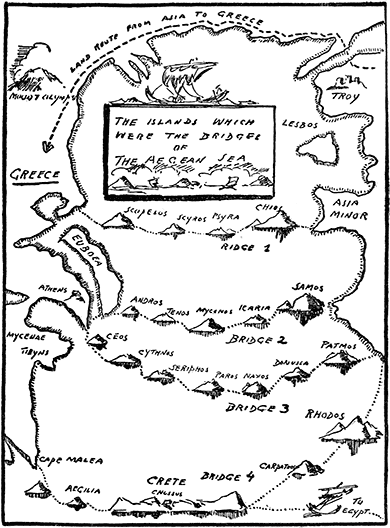 LAND ROUTE FROM ASIA TO GREECE
MOUNT OLYMPUS
TROY
THE ISLANDS WHICH
WERE THE BRIDGES
OF
THE AEGEAN SEA
LESBOS
GREECE
ASIA
MINOR
SCOPELUS
SCYROS
PSYRA
CHIOS
RIDGE 1
EUBOEA
ATHENS
ANDROS
TENOS
MYCONOS
ICARIA
SAMOS
BRIDGE 2
MYCENAE
TIRYNS
CEOS
CYTHNOS
SERIPHOS
PAROS
NAXOS
DONUSIA
PATMOS
BRIDGE 3
RHODOS
CAPE MALEA
AEGILIA
CRETE
CNOSSUS
BRIDGE 4
CARPATHUS
TO
EGYPT